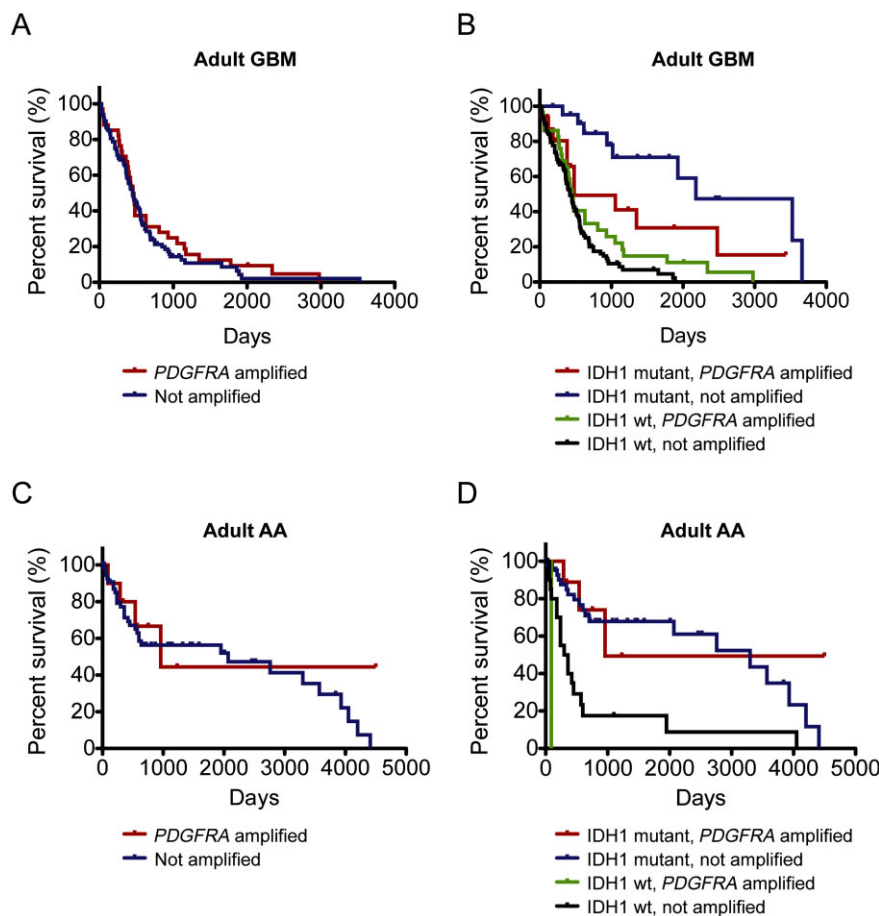 A
Adult GBM
Percent survival (%)
100
80
60
40
20
0
0
1000
2000
3000
4000
Days
PDGFRA amplified
Not amplified
B
Adult GBM
Percent survival (%)
100
80
60
40
20
0
0
1000
2000
3000
4000
Days
IDH1 mutant, PDGFRA amplified
IDH1 mutant, not amplified
IDH1 wt, PDGFRA amplified
IDH1 wt, not amplified
C
Adult AA
Percent survival (%)
100
80
60
40
20
0
0
1000
2000
3000
4000
5000
Days
PDGFRA amplified
Not amplified
D
Adult AA
Percent survival (%)
100
80
60
40
20
0
0
1000
2000
3000
4000
5000
Days
IDH1 mutant, PDGFRA amplified
IDH1 mutant, not amplified
IDH1 wt, PDGFRA amplified
IDH1 wt, not amplified